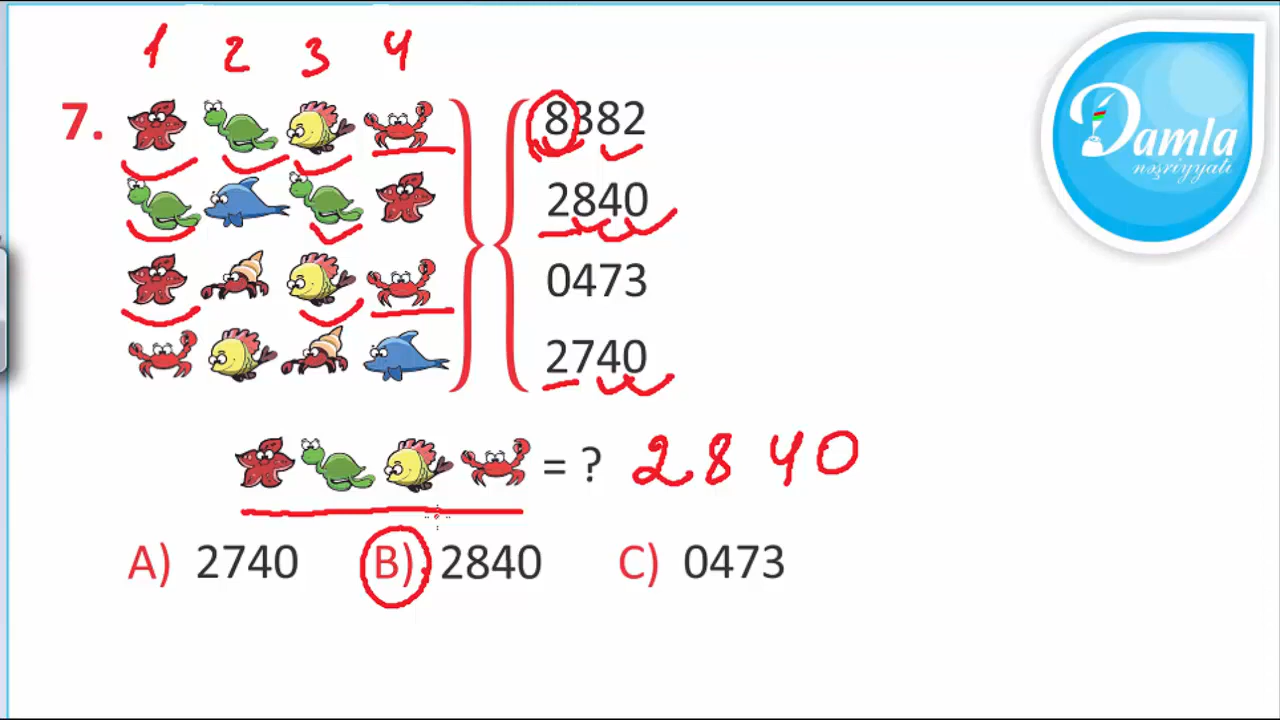 1 2 3 4
7. 8382
2840
0473
2740
= ? 2840
A) 2740 B) 2840 C) 0473
Damla
nəşriyyatı